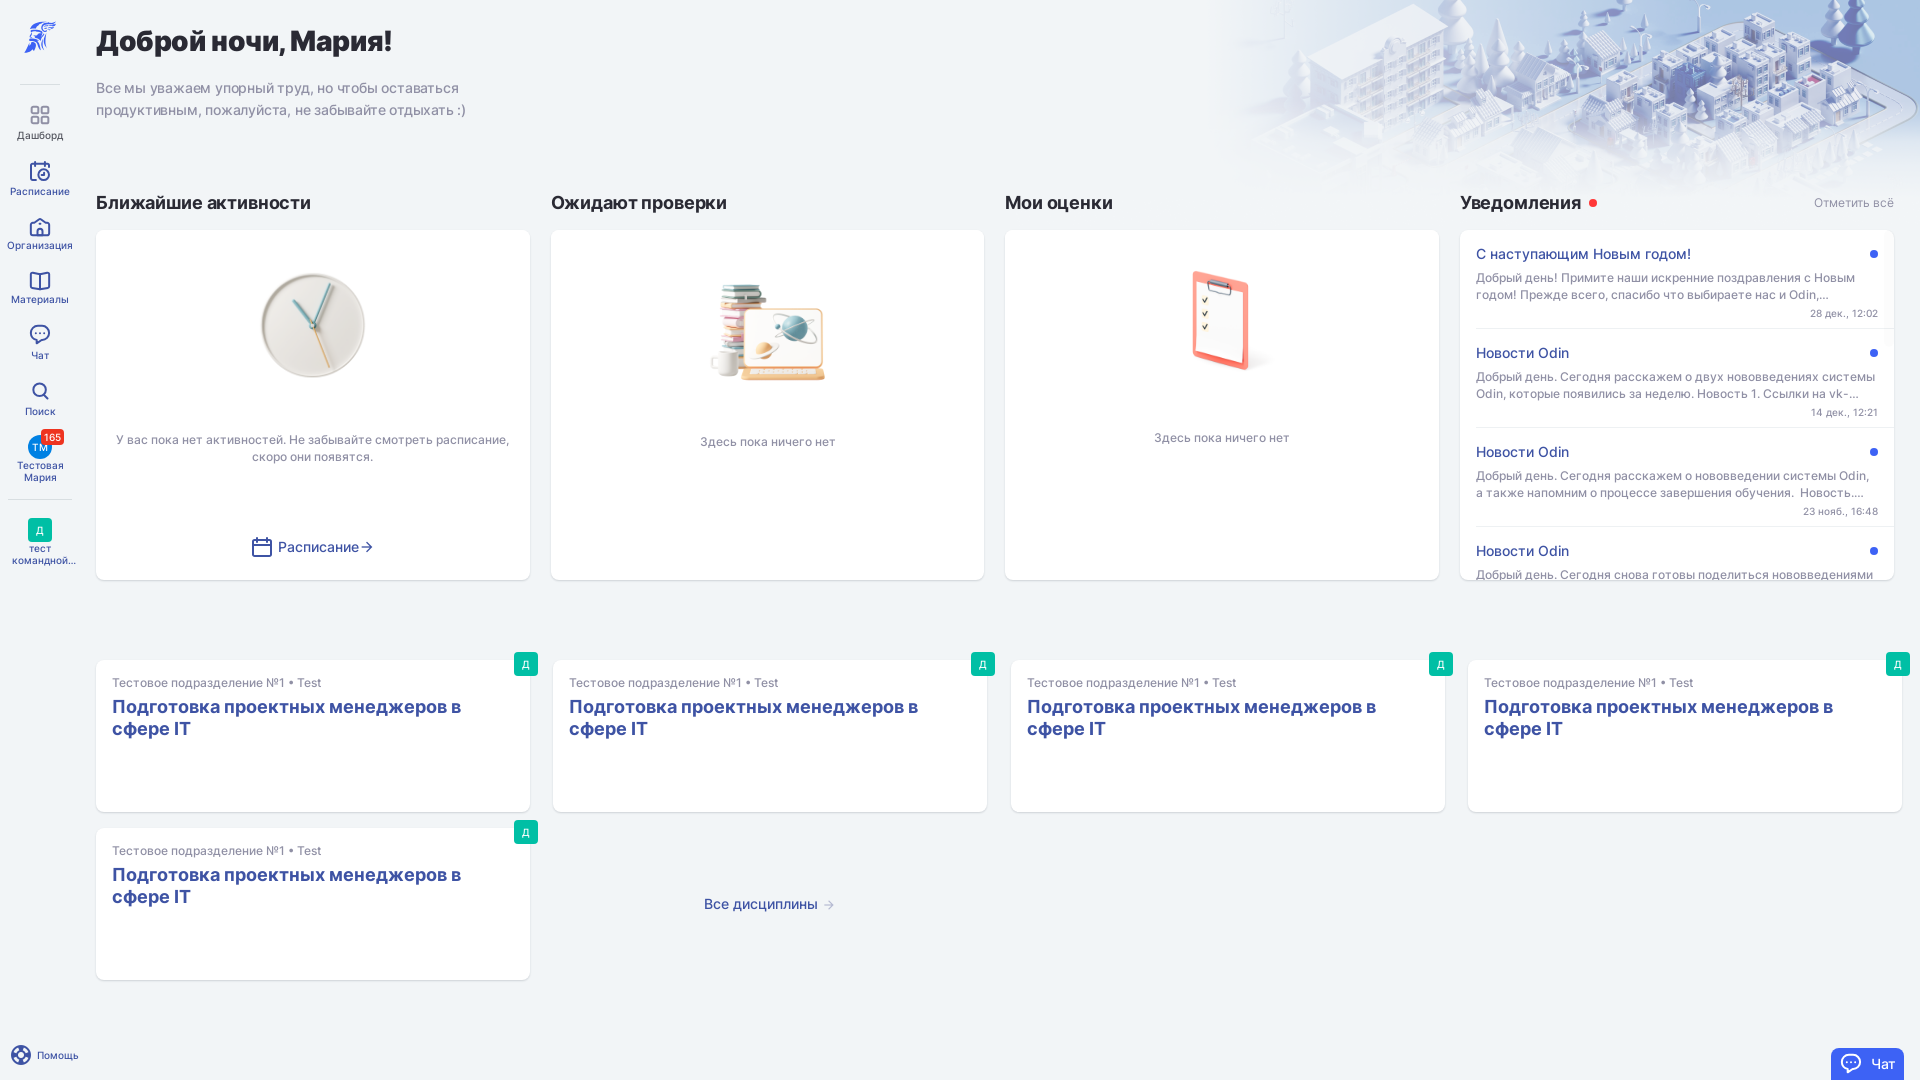 Доброй ночи, Мария!
Все мы уважаем упорный труд, но чтобы оставаться
продуктивным, пожалуйста, не забывайте отдыхать :)
Дашборд
Расписание
Организация
Материалы
Чат
Поиск
165
ТМ
Тестовая
Мария
Д
тест
командной...
Помощь
Ближайшие активности
У вас пока нет активностей. Не забывайте смотреть расписание,
скоро они появятся.
Расписание
Ожидают проверки
Здесь пока ничего нет
Мои оценки
Здесь пока ничего нет
Уведомления
Отметить всё
С наступающим Новым годом!
Добрый день! Примите наши искренние поздравления с Новым
годом! Прежде всего, спасибо что выбираете нас и Odin,...
28 дек., 12:02
Новости Odin
Добрый день. Сегодня расскажем о двух нововведениях системы
Odin, которые появились за неделю. Новость 1. Ссылки на vk-...
14 дек., 12:21
Новости Odin
Добрый день. Сегодня расскажем о нововведении системы Odin,
а также напомним о процессе завершения обучения. Новость....
23 нояб., 16:48
Новости Odin
Добрый день. Сегодня снова готовы поделиться нововведениями
Д
Тестовое подразделение №1 • Test
Подготовка проектных менеджеров в
сфере IT
Д
Тестовое подразделение №1 • Test
Подготовка проектных менеджеров в
сфере IT
Д
Тестовое подразделение №1 • Test
Подготовка проектных менеджеров в
сфере IT
Д
Тестовое подразделение №1 • Test
Подготовка проектных менеджеров в
сфере IT
Д
Тестовое подразделение №1 • Test
Подготовка проектных менеджеров в
сфере IT
Все дисциплины
Чат